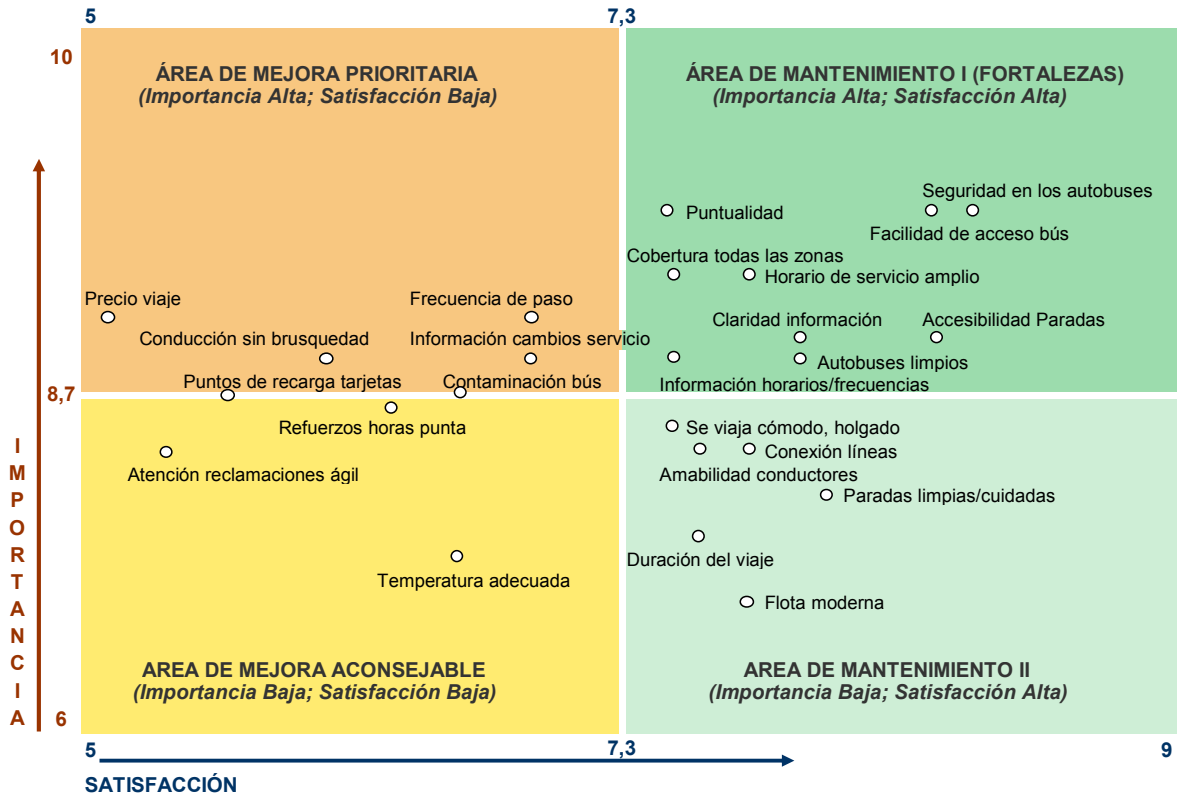 5
7,3
10
ÁREA DE MEJORA PRIORITARIA
(Importancia Alta; Satisfacción Baja)
ÁREA DE MANTENIMIENTO I (FORTALEZAS)
(Importancia Alta; Satisfacción Alta)
Seguridad en los autobuses
Puntualidad
Facilidad de acceso bús
Cobertura todas las zonas
Horario de servicio amplio
Precio viaje
Frecuencia de paso
Claridad información
Accesibilidad Paradas
Conducción sin brusquedad
Información cambios servicio
Autobuses limpios
Puntos de recarga tarjetas
Contaminación bús
Información horarios/frecuencias
8,7
Refuerzos horas punta
Se viaja cómodo, holgado
Conexión líneas
Atención reclamaciones ágil
Amabilidad conductores
Paradas limpias/cuidadas
Duración del viaje
Temperatura adecuada
Flota moderna
AREA DE MEJORA ACONSEJABLE
(Importancia Baja; Satisfacción Baja)
AREA DE MANTENIMIENTO II
(Importancia Baja; Satisfacción Alta)
IMPORTANCIA
6
5
7,3
9
SATISFACCIÓN